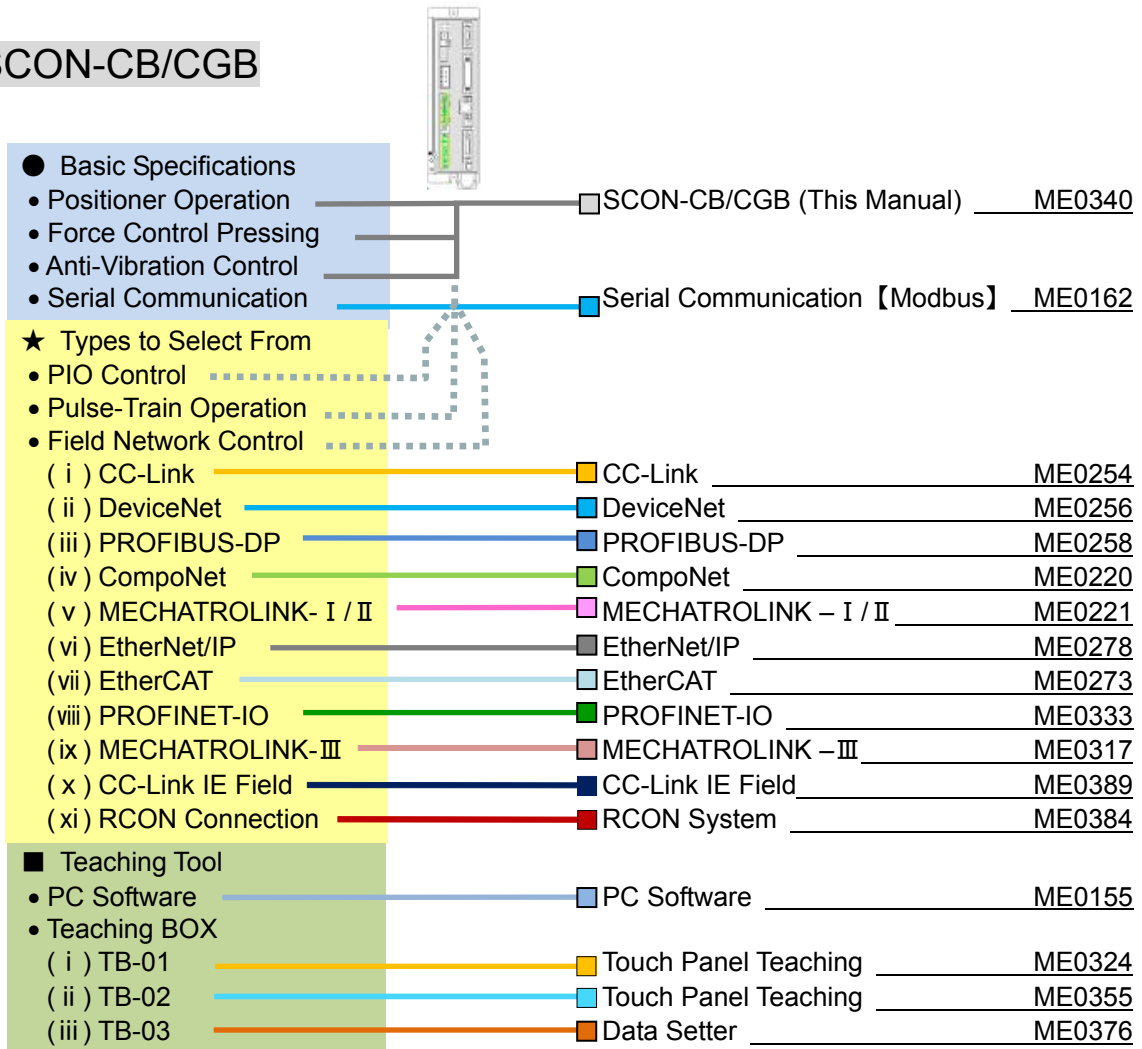 SCON-CB/CGB
● Basic Specifications
• Positioner Operation SCON-CB/CGB (This Manual) ME0340
• Force Control Pressing
• Anti-Vibration Control
• Serial Communication Serial Communication【Modbus】 ME0162
★ Types to Select From
• PIO Control
• Pulse-Train Operation
• Field Network Control
(ⅰ) CC-Link CC-Link ME0254
(ⅱ) DeviceNet DeviceNet ME0256
(ⅲ) PROFIBUS-DP PROFIBUS-DP ME0258
(ⅳ) CompoNet CompoNet ME0220
(ⅴ) MECHATROLINK-Ⅰ/Ⅱ MECHATROLINK – Ⅰ/Ⅱ ME0221
(ⅵ) EtherNet/IP EtherNet/IP ME0278
(ⅶ) EtherCAT EtherCAT ME0273
(ⅷ) PROFINET-IO PROFINET-IO ME0333
(ⅸ) MECHATROLINK-Ⅲ MECHATROLINK –Ⅲ ME0317
(ⅹ) CC-Link IE Field CC-Link IE Field ME0389
(ⅺ) RCON Connection RCON System ME0384
■ Teaching Tool
• PC Software PC Software ME0155
• Teaching BOX
(ⅰ) TB-01 Touch Panel Teaching ME0324
(ⅱ) TB-02 Touch Panel Teaching ME0355
(ⅲ) TB-03 Data Setter ME0376